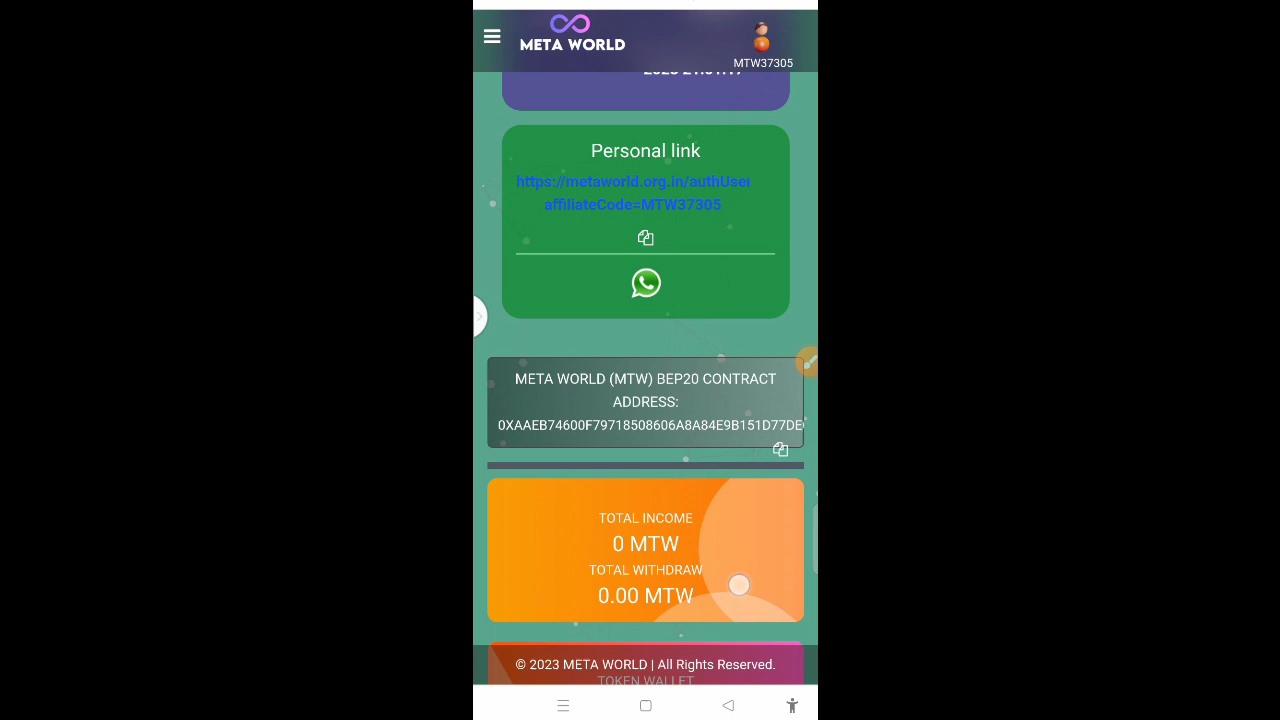 META WORLD
MTW37305
Personal link
https://metaworld.org.in/authUser
affiliateCode=MTW37305
META WORLD (MTW) BEP20 CONTRACT
ADDRESS:
0XAAEB74600F79718508606A8A84E9B151D77DE
TOTAL INCOME
0 MTW
TOTAL WITHDRAW
0.00 MTW
© 2023 META WORLD | All Rights Reserved.
TOKEN WALLET